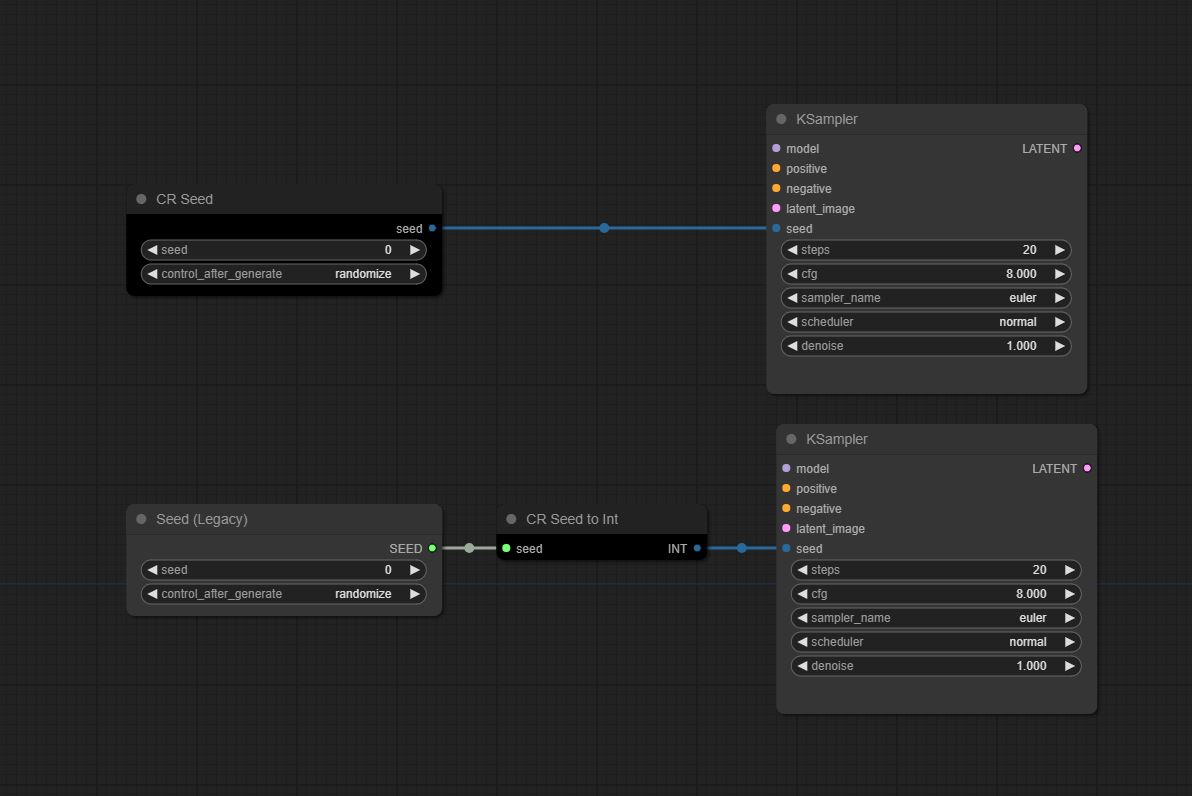 KSampler
model LATENT
positive
negative
latent_image
seed
steps 20
cfg 8.000
sampler_name euler
scheduler normal
denoise 1.000
CR Seed
seed
seed 0
control_after_generate randomize
KSampler
model LATENT
positive
negative
latent_image
seed
steps 20
cfg 8.000
sampler_name euler
scheduler normal
denoise 1.000
Seed (Legacy)
SEED
seed 0
control_after_generate randomize
CR Seed to Int
seed INT